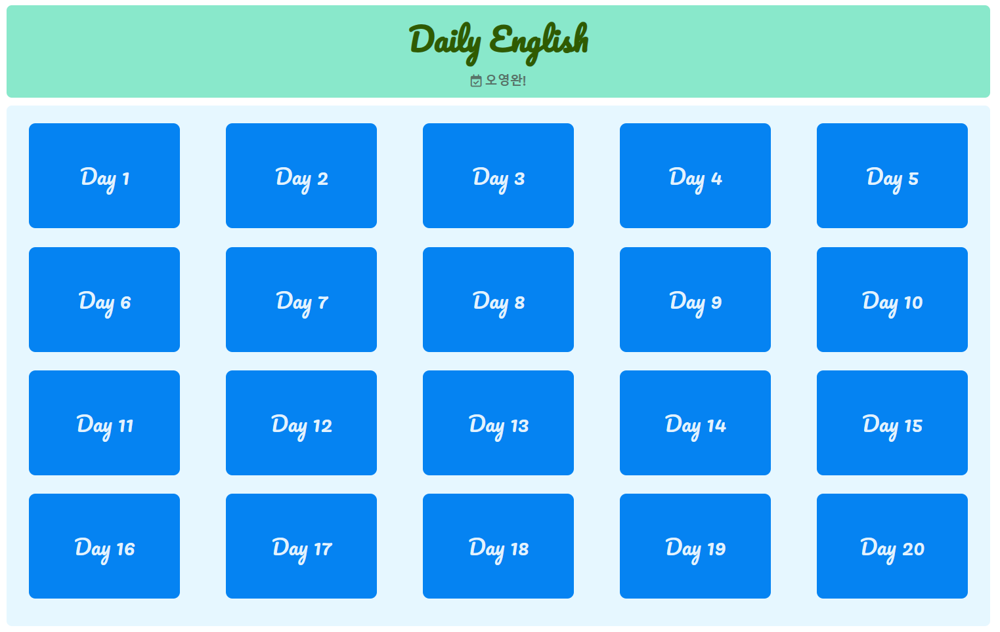 Daily English
오영완!
Day 1
Day 2
Day 3
Day 4
Day 5
Day 6
Day 7
Day 8
Day 9
Day 10
Day 11
Day 12
Day 13
Day 14
Day 15
Day 16
Day 17
Day 18
Day 19
Day 20